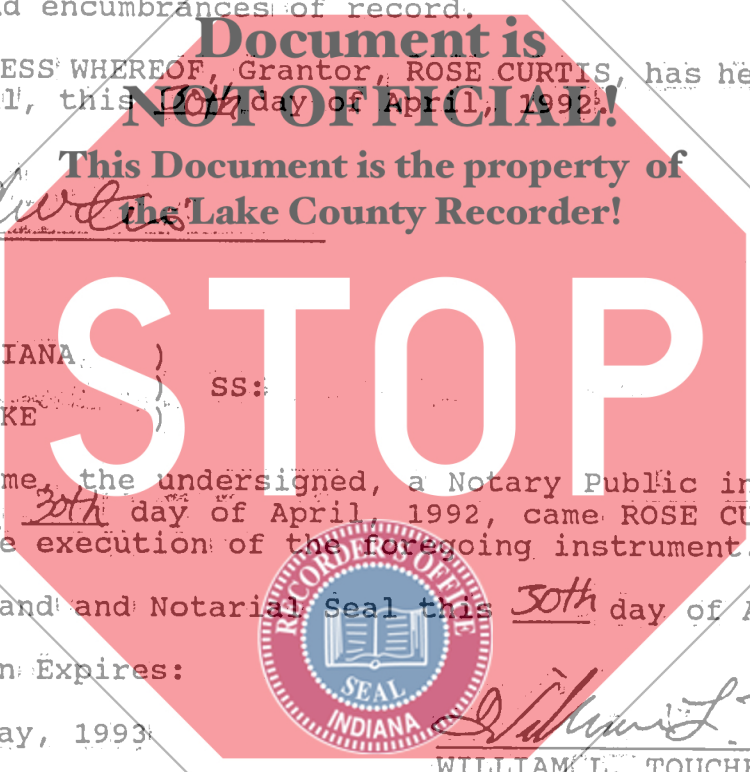 d encumbrances of record.
Document is
ESS WHEREOF, Grantor, ROSE CURTIS, has he
l, this 30th day of April, 1992.
NOT OFFICIAL!
This Document is the property of
the Lake County Recorder!
STOP
IANA )
) SS:
KE )
me, the undersigned, a Notary Public in
30th day of April, 1992, came ROSE CU
e execution of the foregoing instrument.
and and Notarial Seal this 30th day of A
RECORDER'S OFFICE
SEAL
INDIANA
n Expires:
ay, 1993
William L.
WILLIAM L. TOUCHE